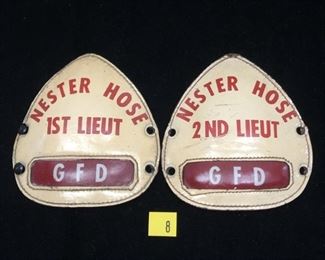 NESTER HOSE
1ST LIEUT
GFD
NESTER HOSE
2ND LIEUT
GFD
8